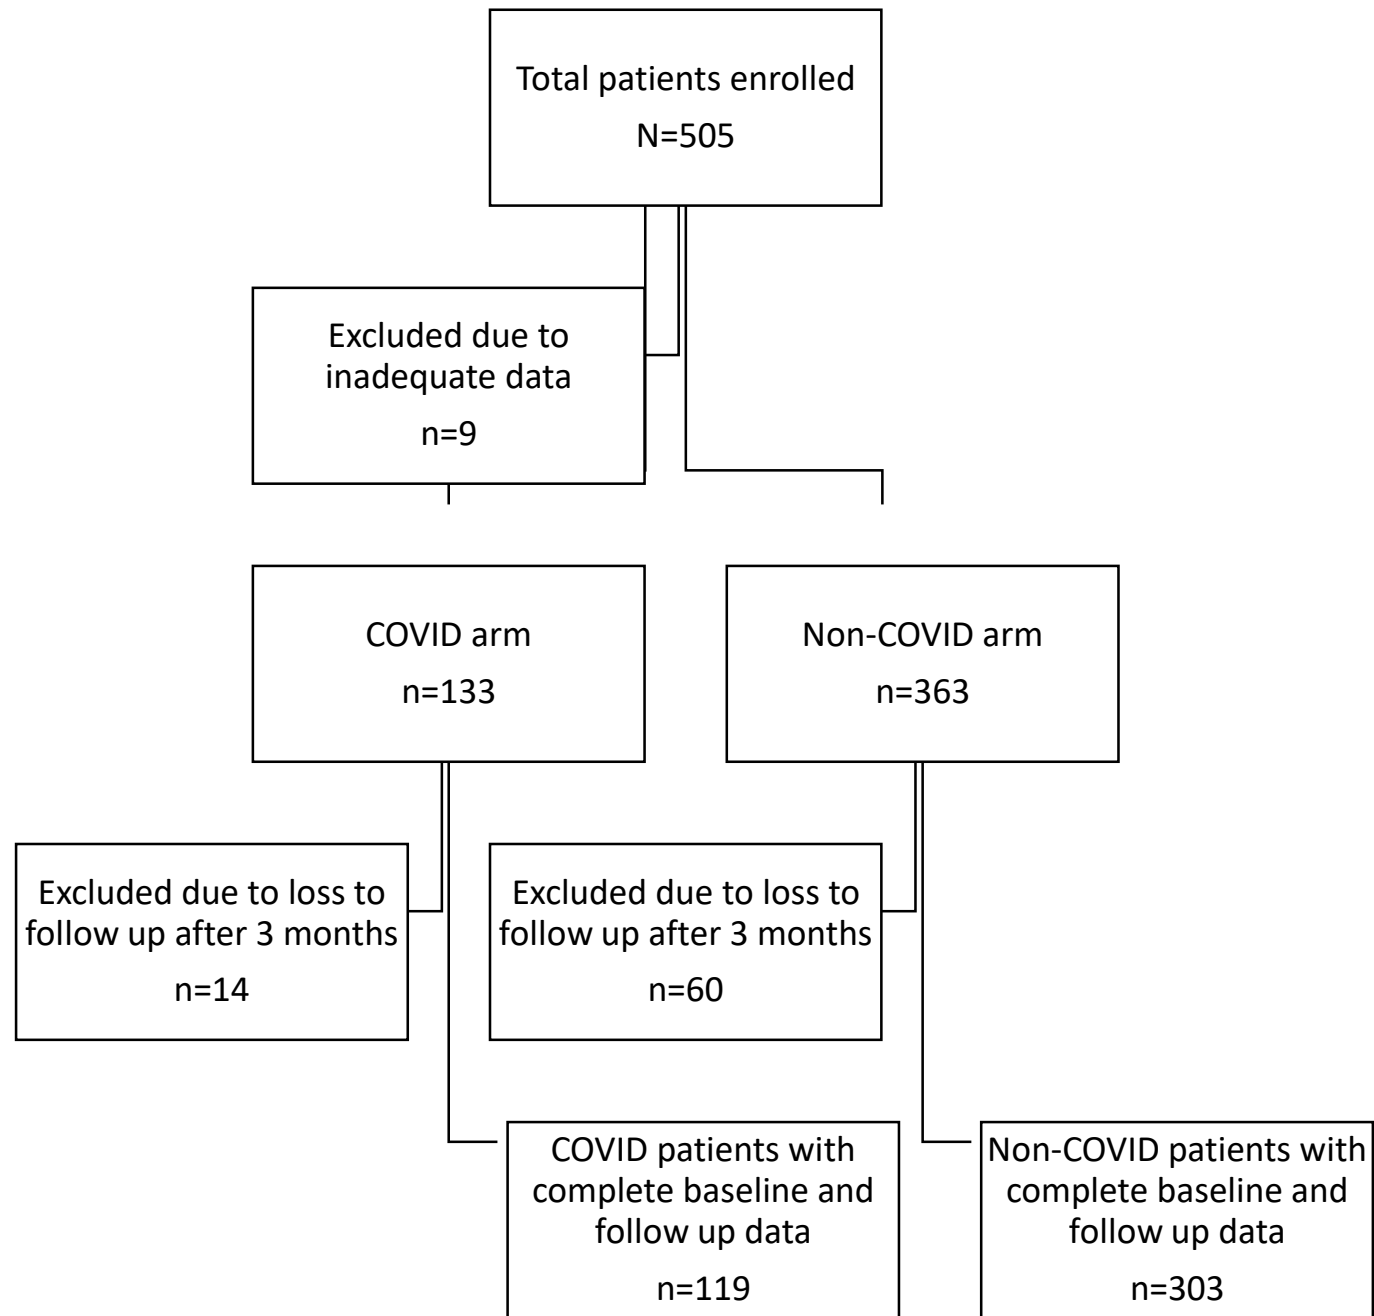 Total patients enrolled
N=505
Excluded due to
inadequate data
n=9
COVID arm
n=133
Non-COVID arm
n=363
Excluded due to loss to
follow up after 3 months
n=14
Excluded due to loss to
follow up after 3 months
n=60
COVID patients with
complete baseline and
follow up data
n=119
Non-COVID patients with
complete baseline and
follow up data
n=303